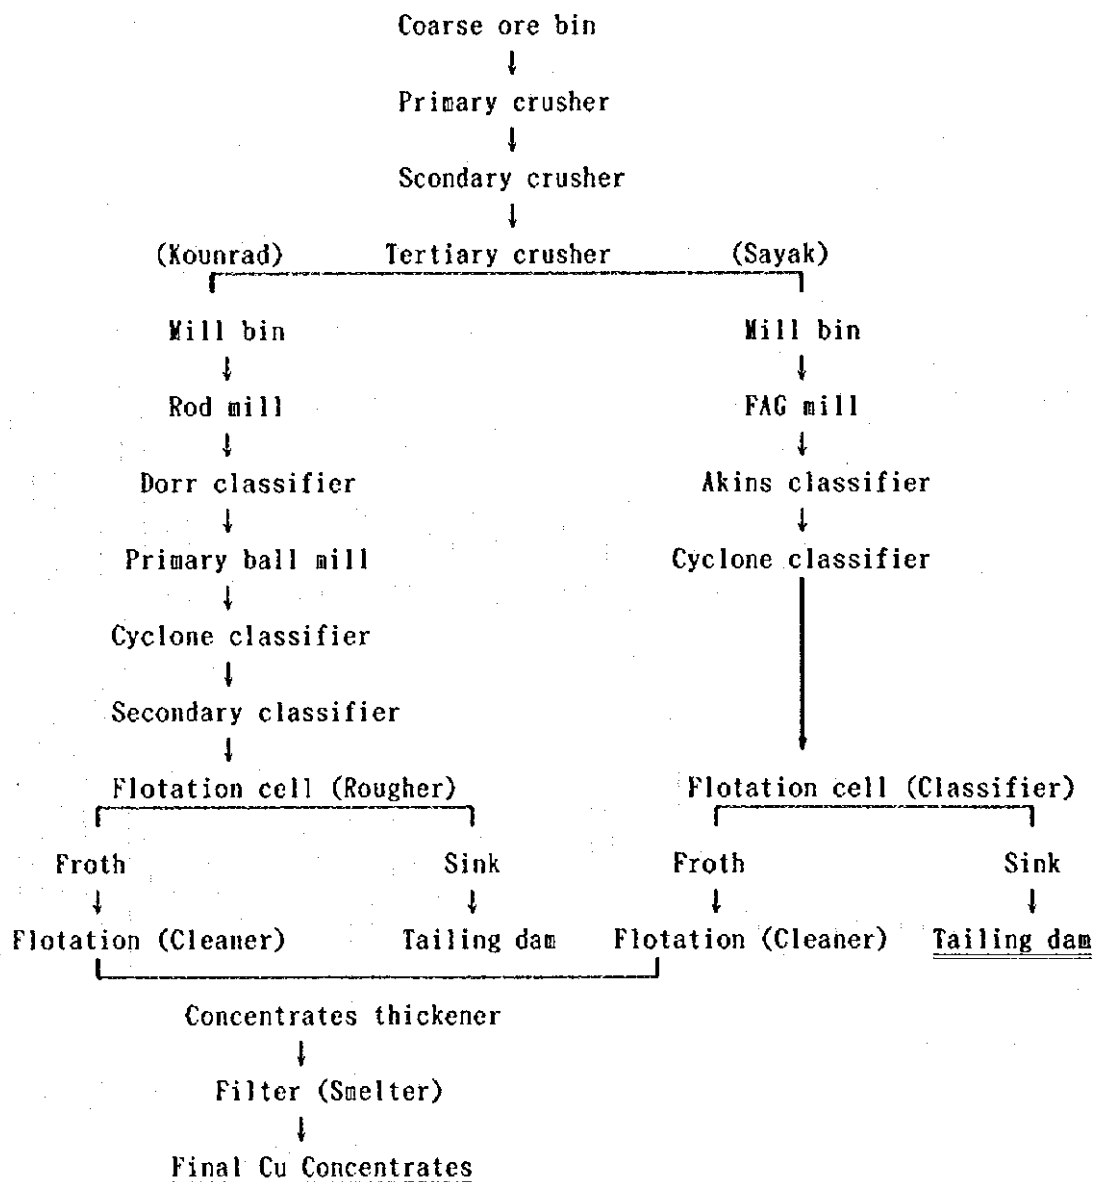 Coarse ore bin
↓
Primary crusher
↓
Scondary crusher
↓
(Kounrad) Tertiary crusher (Sayak)
Mill bin Mill bin
↓ ↓
Rod mill FAG mill
↓ ↓
Dorr classifier Akins classifier
↓ ↓
Primary ball mill Cyclone classifier
↓
Cyclone classifier
↓
Secondary classifier
↓ ↓
Flotation cell (Rougher) Flotation cell (Classifier)
Froth Sink Froth Sink
↓ ↓ ↓ ↓
Flotation (Cleaner) Tailing dam Flotation (Cleaner) Tailing dam
Concentrates thickener
↓
Filter (Smelter)
↓
Final Cu Concentrates